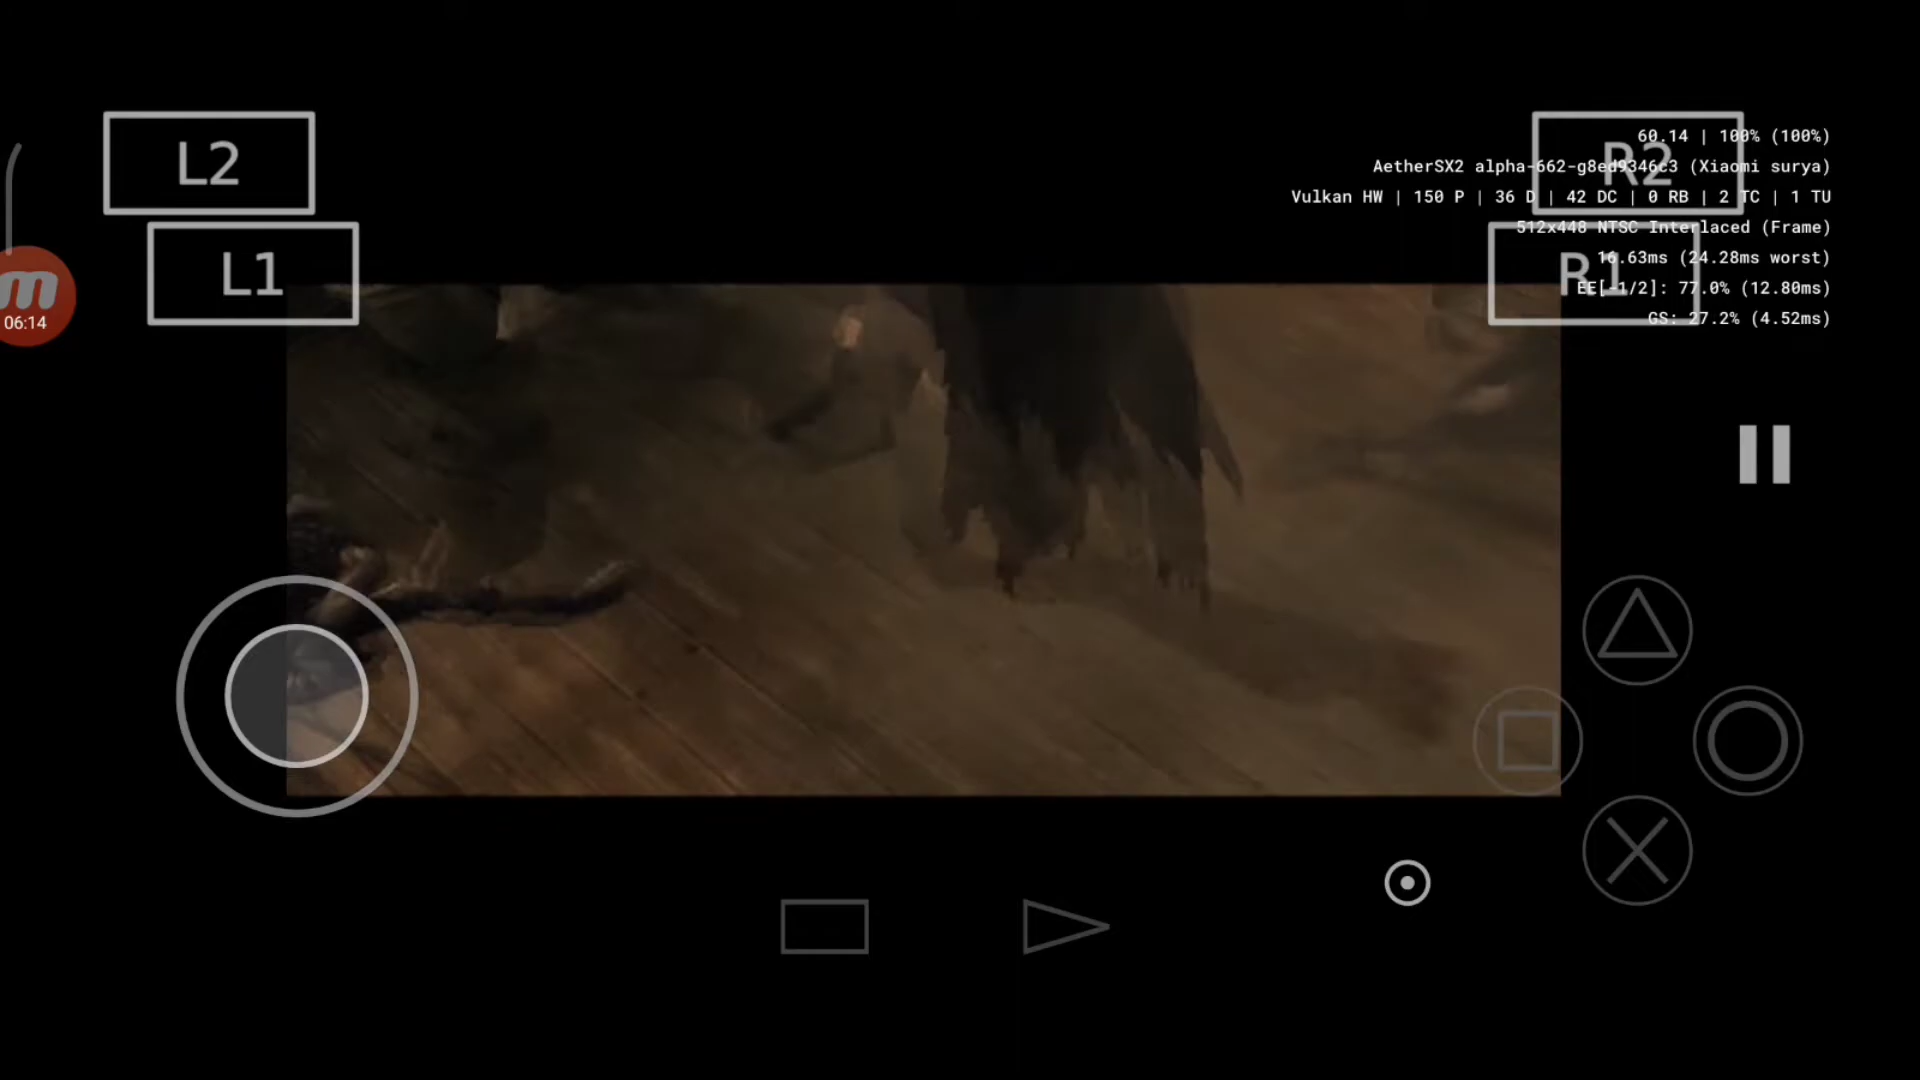 L2
R2
60.14 | 100% (100%)
AetherSX2 alpha-662-g8ed9346c3 (Xiaomi surya)
Vulkan HW | 150 P | 36 D | 42 DC | 0 RB | 2 TC | 1 TU
512x448 NTSC Interlaced (Frame)
L1
R1
16.63ms (24.28ms worst)
EE[-1/2]: 77.0% (12.80ms)
GS: 27.2% (4.52ms)
m
06:14